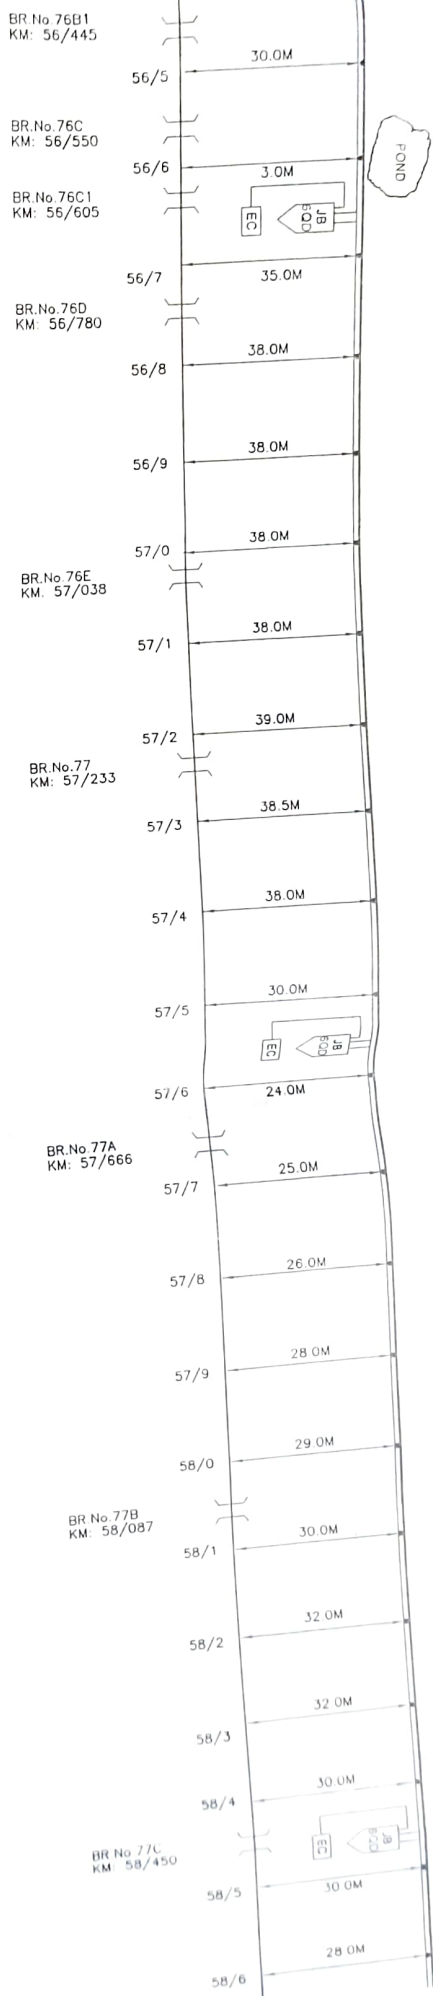 BR.No.76B1
KM: 56/445
30.0M
56/5
BR.No.76C
KM: 56/550
POND
56/6
3.0M
BR.No.76C1
KM: 56/605
EC
JB
6QD
56/7
35.0M
BR.No.76D
KM: 56/780
38.0M
56/8
38.0M
56/9
38.0M
57/0
BR.No.76E
KM. 57/038
38.0M
57/1
39.0M
57/2
BR.No.77
KM: 57/233
38.5M
57/3
38.0M
57/4
30.0M
57/5
EC
JB
6QD
57/6
24.0M
BR.No.77A
KM: 57/666
25.0M
57/7
26.0M
57/8
28.0M
57/9
29.0M
58/0
BR.No.77B
KM: 58/087
30.0M
58/1
32.0M
58/2
32.0M
58/3
30.0M
58/4
EC
JB
6QD
BR.No.77C
KM: 58/450
58/5
30.0M
28.0M
58/6